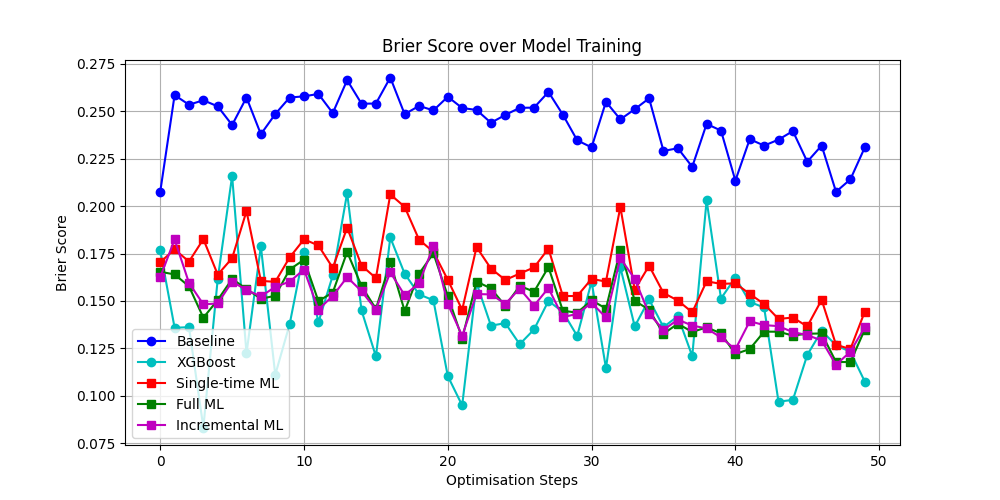 Brier Score over Model Training
Brier Score
0.275
0.250
0.225
0.200
0.175
0.150
0.125
0.100
0.075
Baseline
XGBoost
Single-time ML
Full ML
Incremental ML
0 10 20 30 40 50
Optimisation Steps